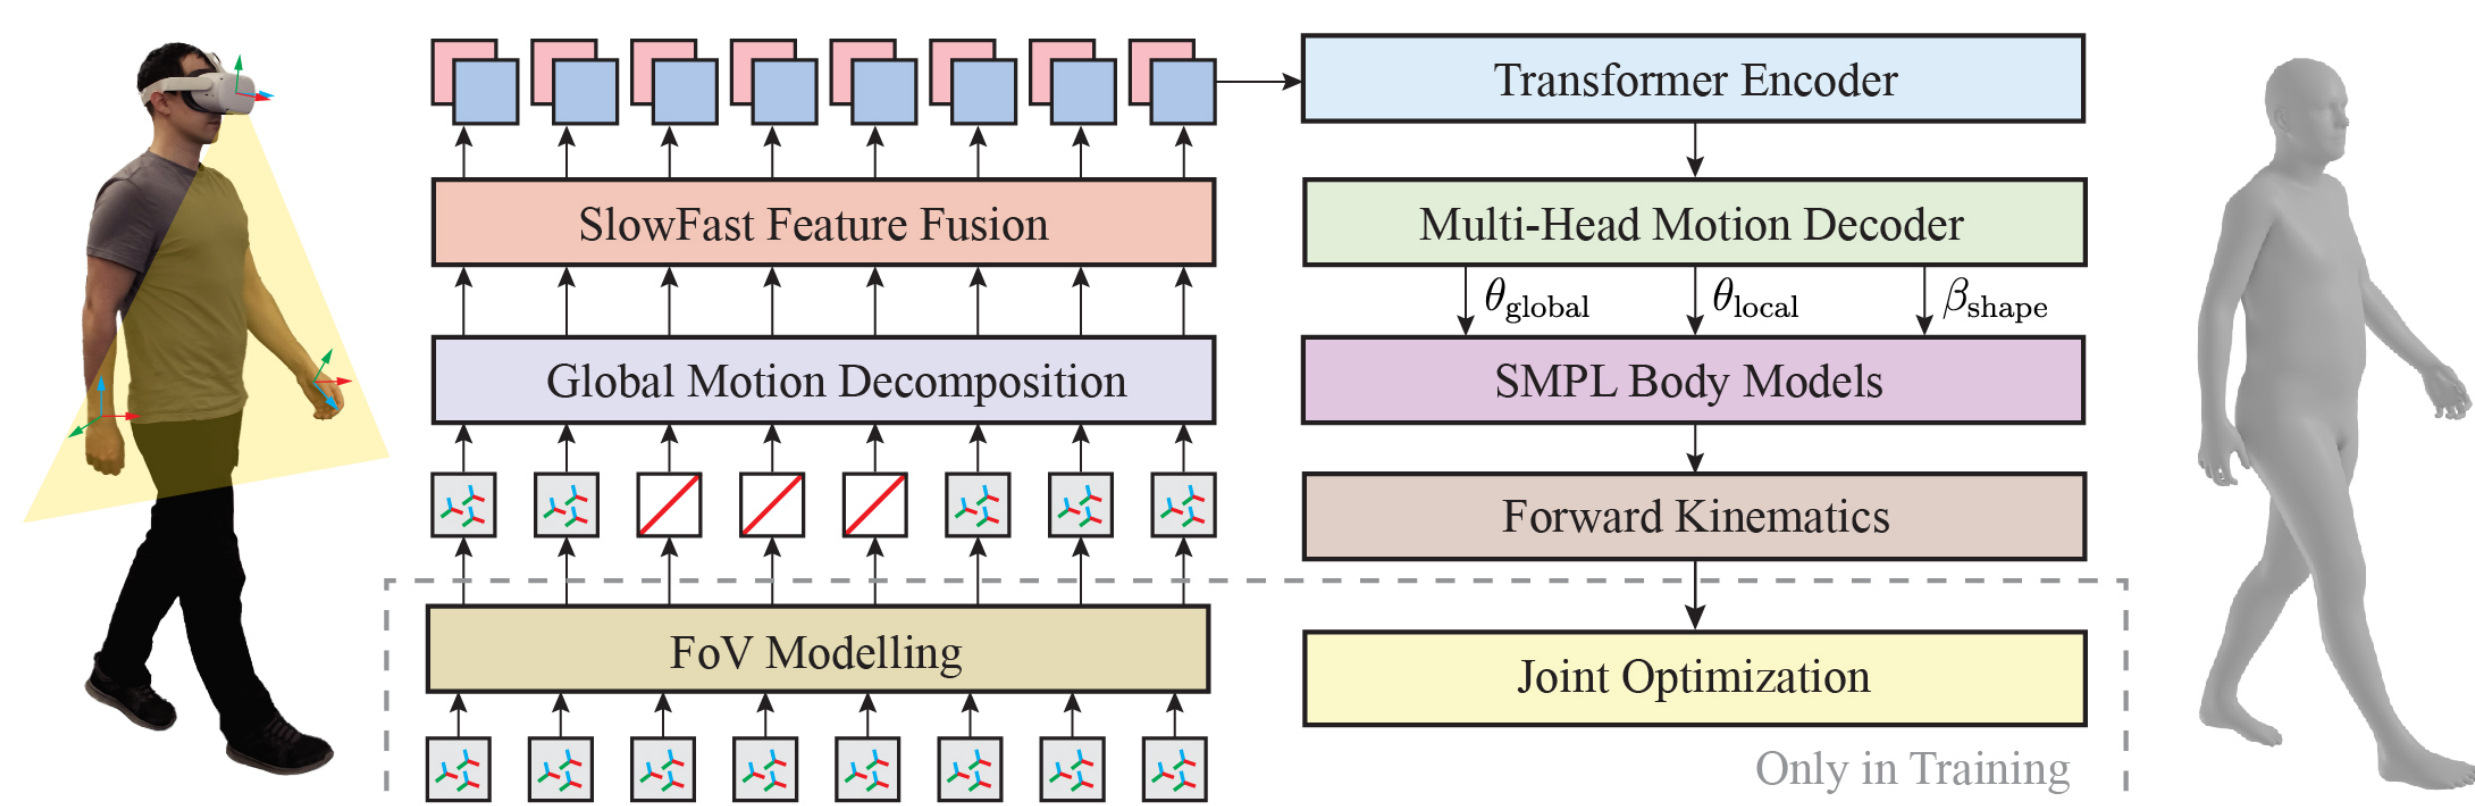 SlowFast Feature Fusion
Global Motion Decomposition
FoV Modelling
Transformer Encoder
Multi-Head Motion Decoder
θglobal
θlocal
βshape
SMPL Body Models
Forward Kinematics
Joint Optimization
Only in Training